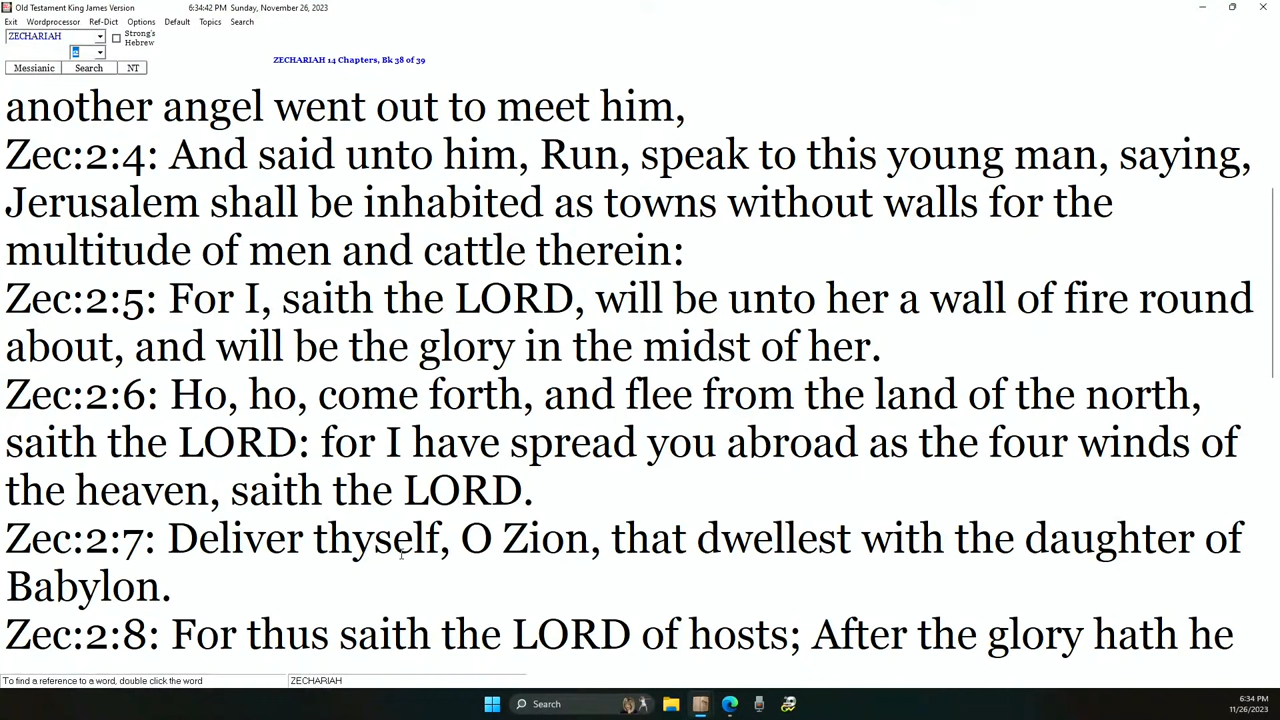 Old Testament King James Version 6:34:42 PM Sunday, November 26, 2023
Exit Wordprocessor Ref-Dict Options Default Topics Search
ZECHARIAH
Strong's
Hebrew
2
ZECHARIAH 14 Chapters, Bk 38 of 39
Messianic Search NT
another angel went out to meet him,
Zec:2:4: And said unto him, Run, speak to this young man, saying,
Jerusalem shall be inhabited as towns without walls for the
multitude of men and cattle therein:
Zec:2:5: For I, saith the LORD, will be unto her a wall of fire round
about, and will be the glory in the midst of her.
Zec:2:6: Ho, ho, come forth, and flee from the land of the north,
saith the LORD: for I have spread you abroad as the four winds of
the heaven, saith the LORD.
Zec:2:7: Deliver thyself, O Zion, that dwellest with the daughter of
Babylon.
Zec:2:8: For thus saith the LORD of hosts; After the glory hath he
To find a reference to a word, double click the word ZECHARIAH
Search
6:34 PM
11/26/2023